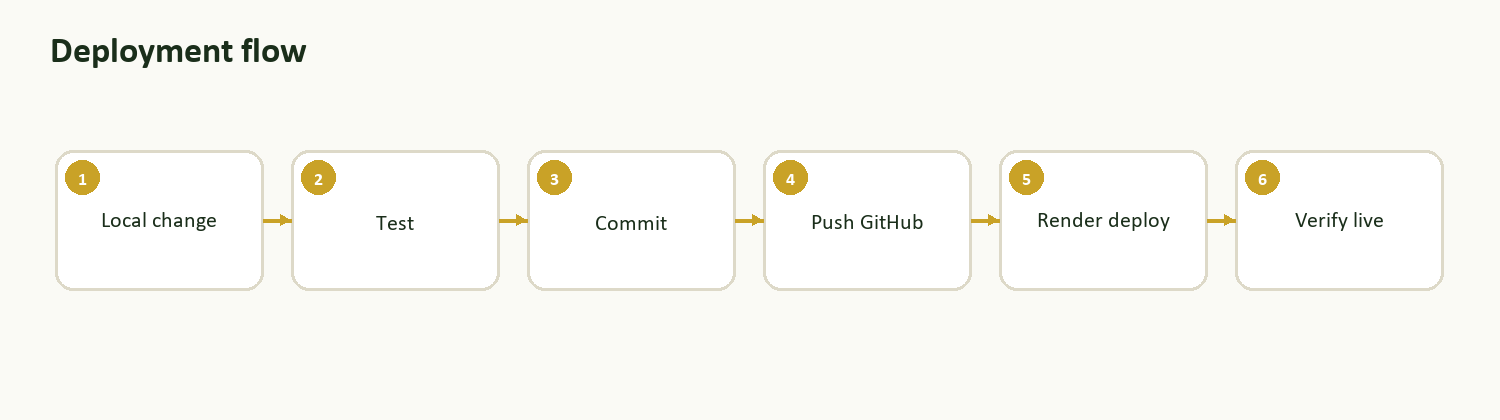 Deployment flow
1
Local change
2
Test
3
Commit
4
Push GitHub
5
Render deploy
6
Verify live